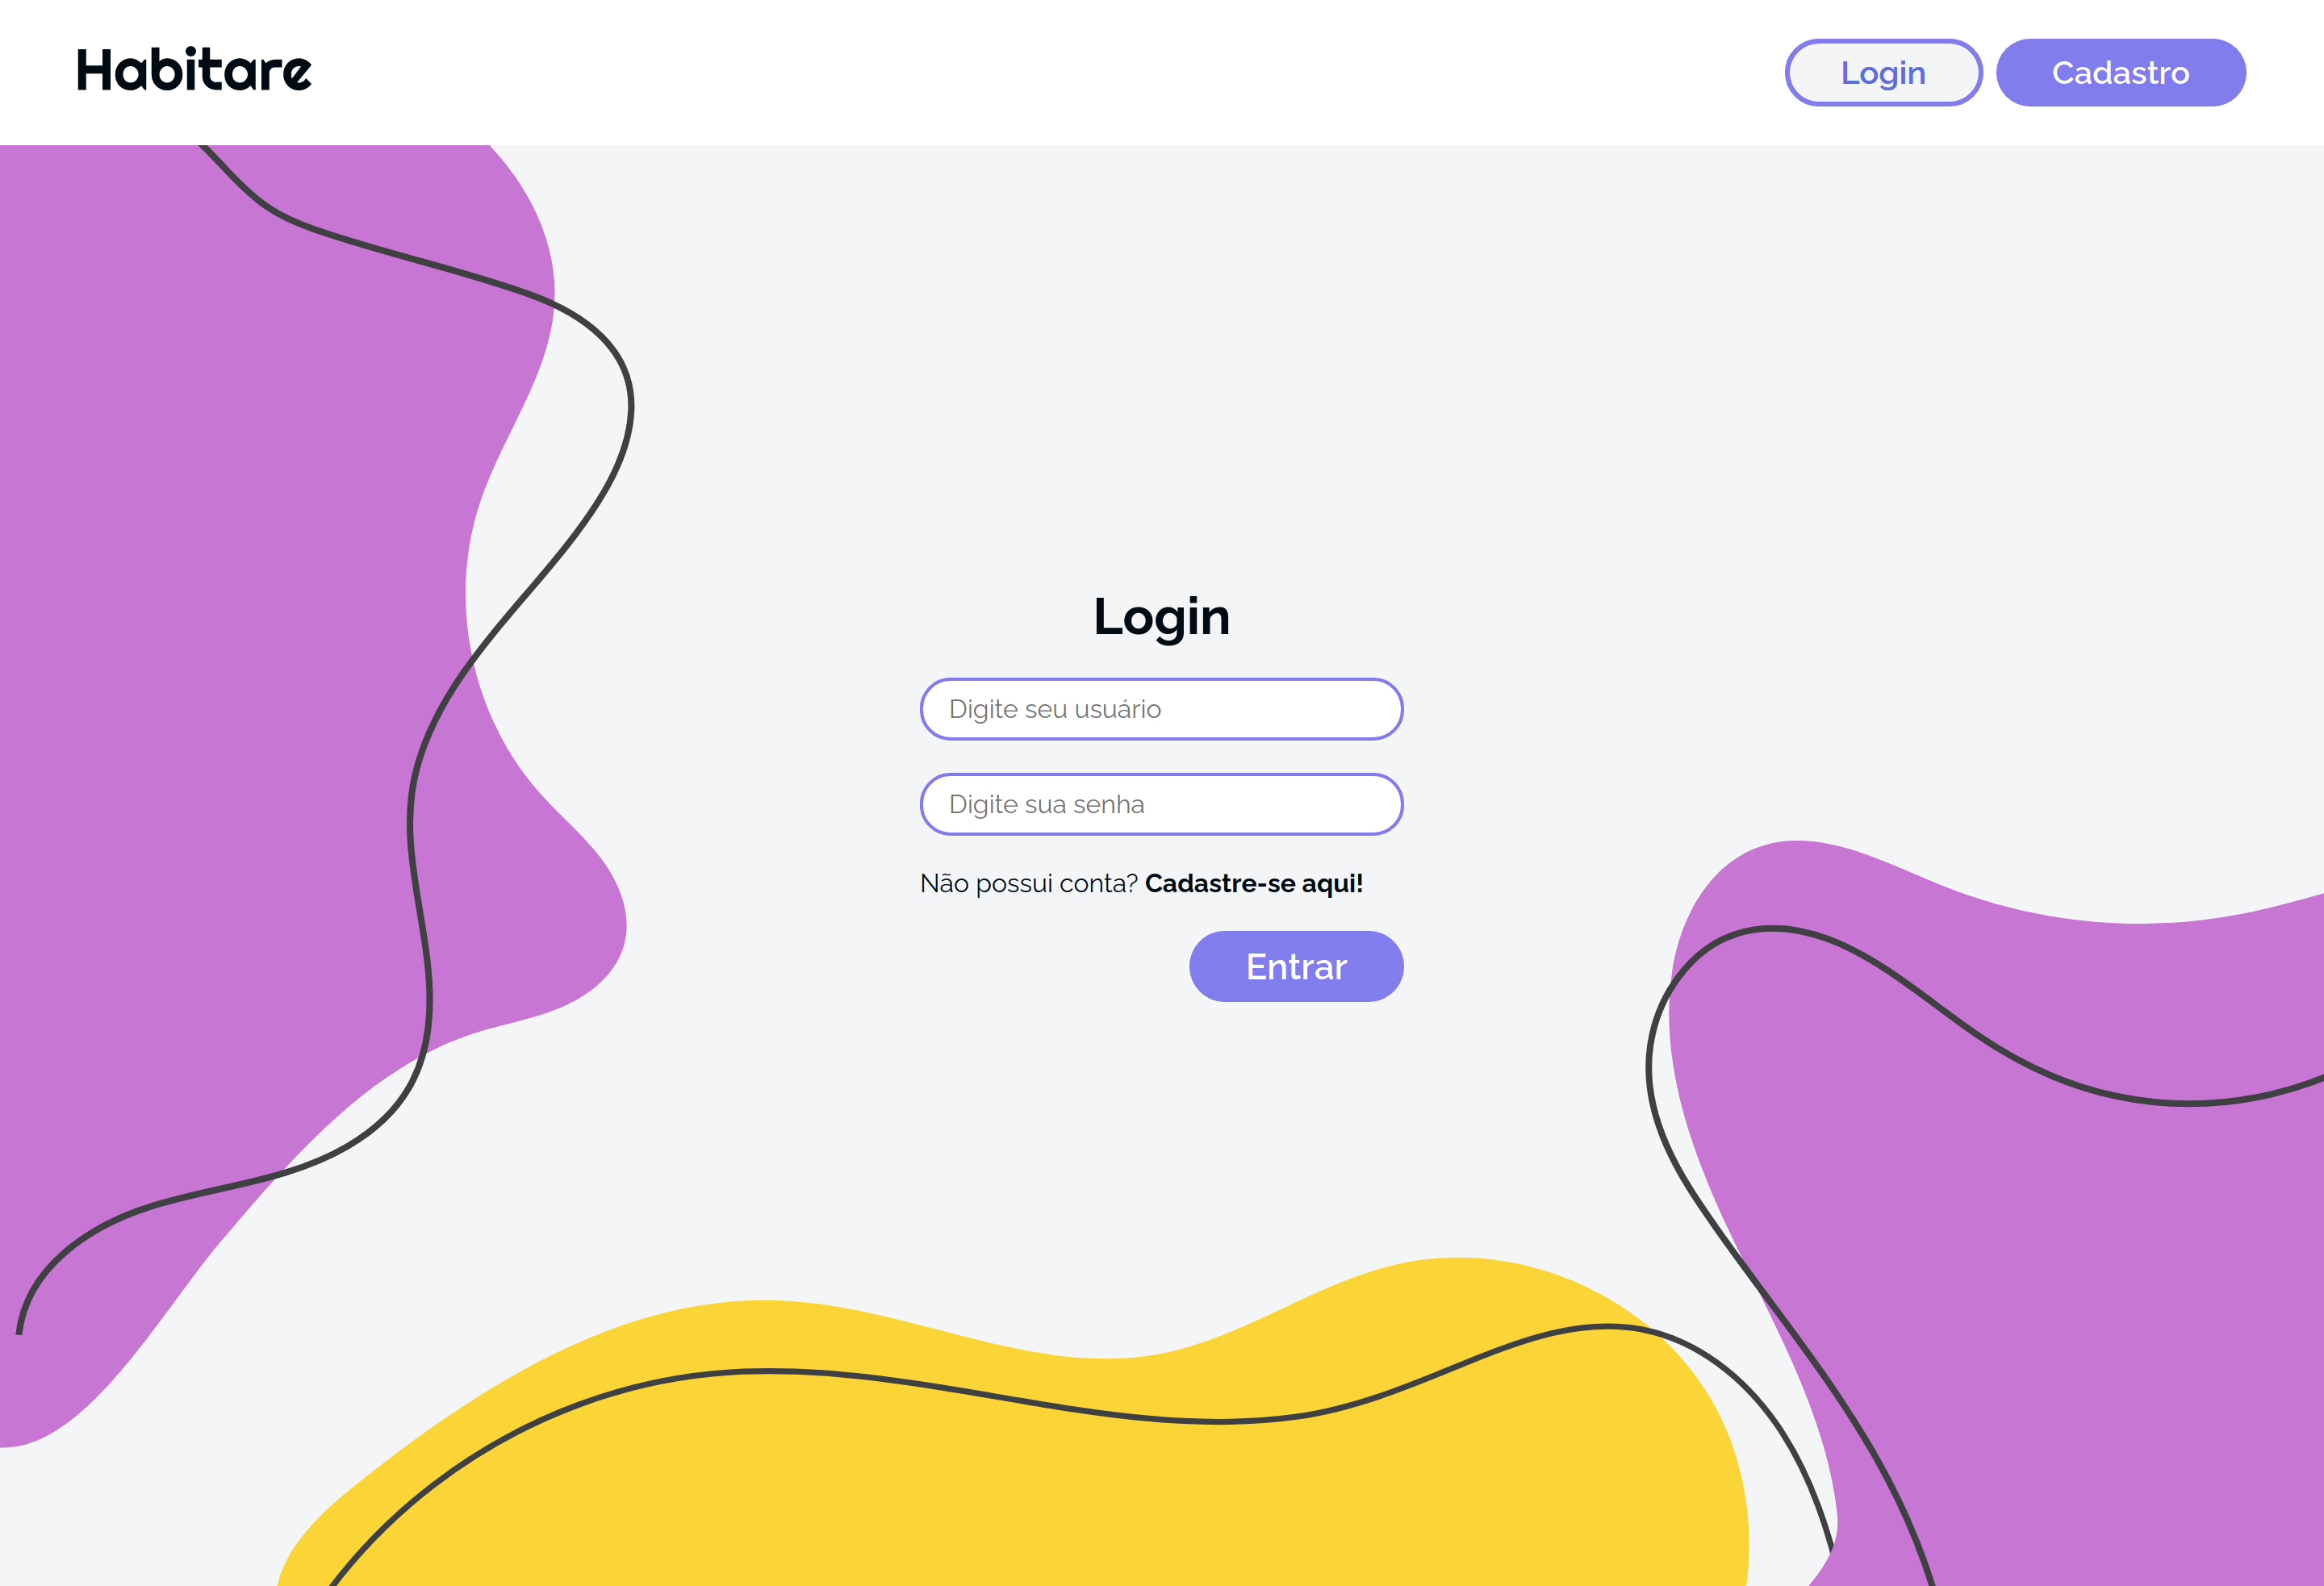 Habitare
Login
Cadastro
Login
Digite seu usuário
Digite sua senha
Não possui conta? Cadastre-se aqui!
Entrar